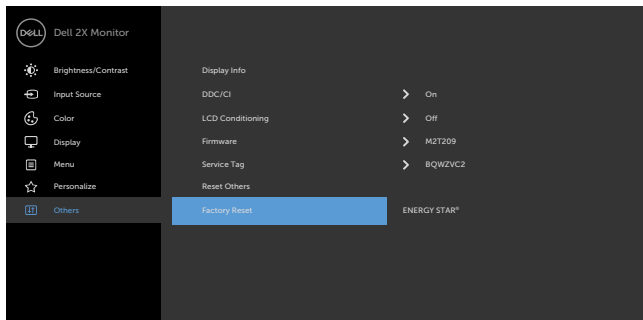 DELL Dell 2X Monitor
Brightness/Contrast
Input Source
Color
Display
Menu
Personalize
Others
Display Info
DDC/CI On
LCD Conditioning Off
Firmware M2T209
Service Tag BQWZVC2
Reset Others
Factory Reset ENERGY STAR®